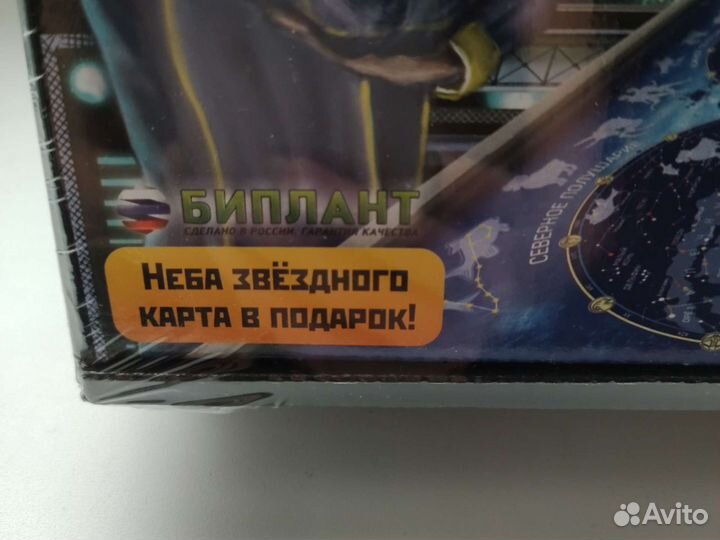 БИПЛАНТ
СДЕЛАНО В РОССИИ. ГАРАНТИЯ КАЧЕСТВА
НЕБА ЗВЁЗДНОГО
КАРТА В ПОДАРОК!
СЕВЕРНОЕ ПОЛУШАРИЕ
Avito